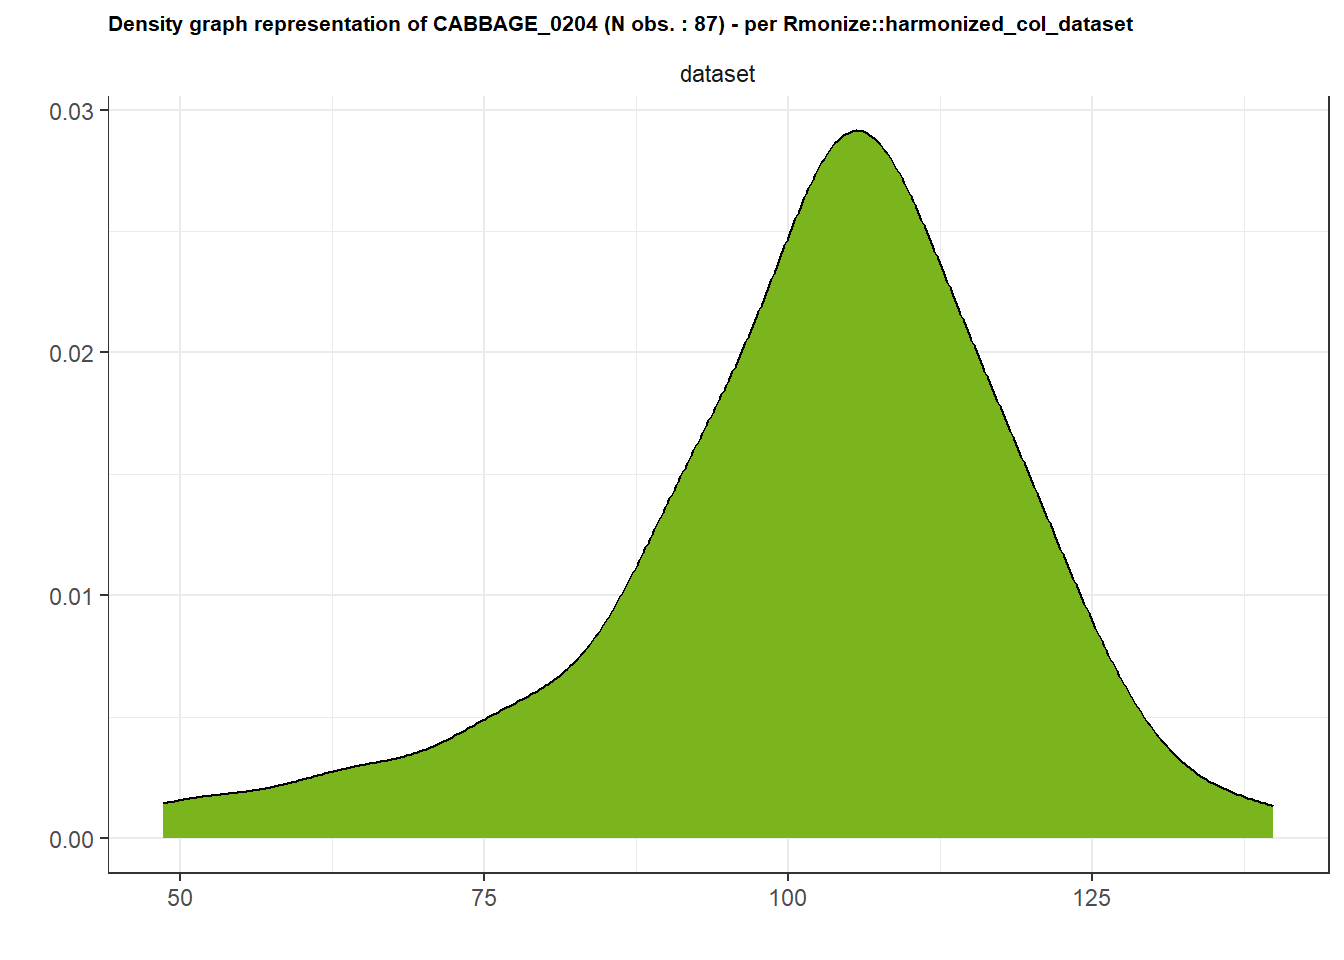 Density graph representation of CABBAGE_0204 (N obs. : 87) - per Rmonize::harmonized_col_dataset
dataset
0.03
0.02
0.01
0.00
50 75 100 125